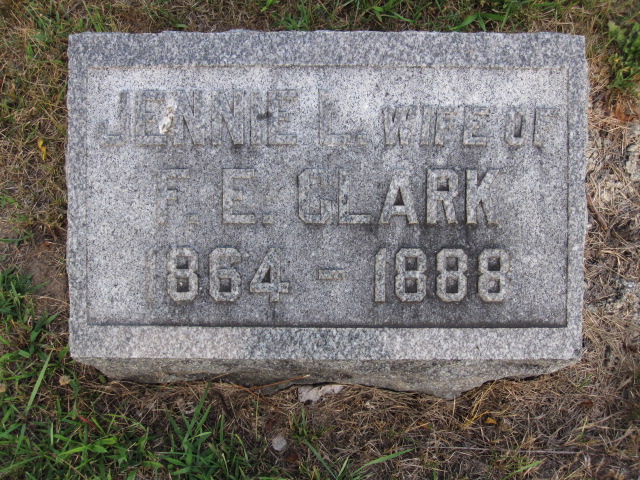 JENNIE L. WIFE OF
F. E. CLARK
1864 - 1888